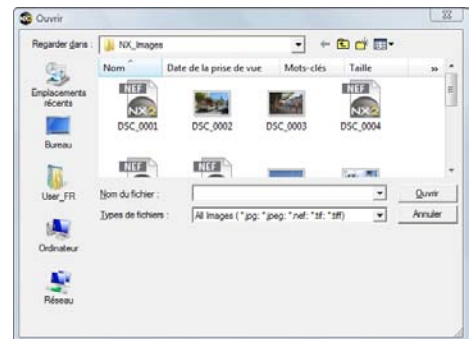 Ouvrir
Regarder dans : NX_Images
Nom Date de la prise de vue Mots-clés Taille »
Emplacements récents
Bureau
User_FR
Ordinateur
Réseau
NEF NX2 NEF NX2
DSC_0001 DSC_0002 DSC_0003 DSC_0004
NEF NEF
Nom du fichier : Ouvrir
Types de fichiers : All Images (*.jpg; *.jpeg; *.nef; *.tif; *.tiff) Annuler